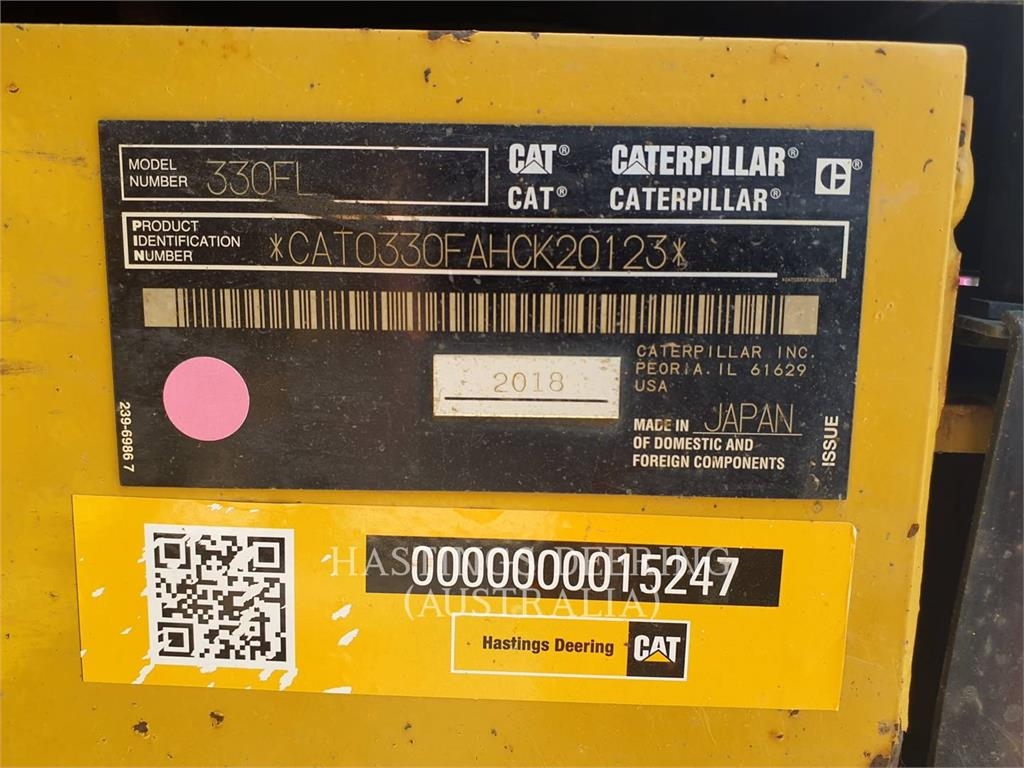 MODEL NUMBER 330FL
CAT® CATERPILLAR® ®
CAT® CATERPILLAR®
PRODUCT
IDENTIFICATION
NUMBER *CAT0330FAHCK20123*
CATERPILLAR INC.
PEORIA, IL 61629
USA
2018
MADE IN JAPAN
OF DOMESTIC AND
FOREIGN COMPONENTS
239-6986 7
ISSUE
0000000015247
HASTINGS DEERING
(AUSTRALIA)
Hastings Deering CAT